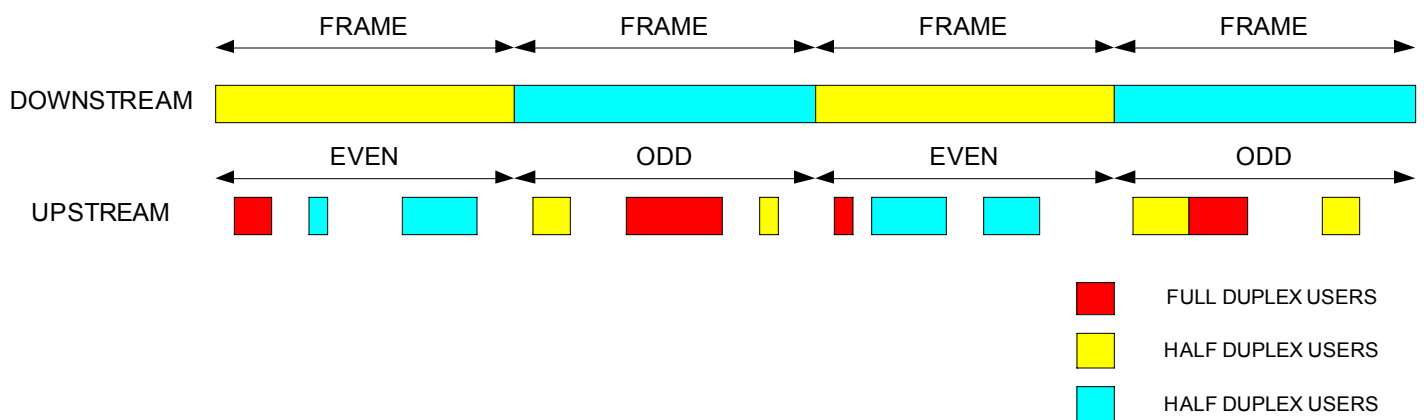 FRAME FRAME FRAME FRAME
DOWNSTREAM
EVEN ODD EVEN ODD
UPSTREAM
FULL DUPLEX USERS
HALF DUPLEX USERS
HALF DUPLEX USERS